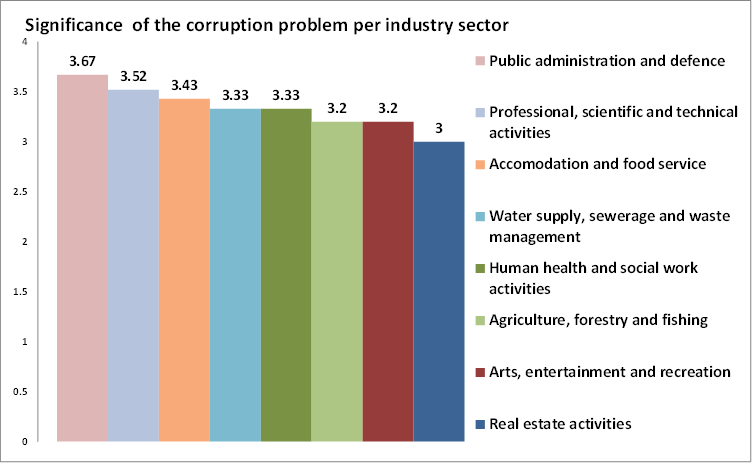 Significance of the corruption problem per industry sector
4
3.5
3
2.5
2
1.5
1
0.5
0
3.67
3.52
3.43
3.33
3.33
3.2
3.2
3
Public administration and defence
Professional, scientific and technical
activities
Accomodation and food service
Water supply, sewerage and waste
management
Human health and social work
activities
Agriculture, forestry and fishing
Arts, entertainment and recreation
Real estate activities